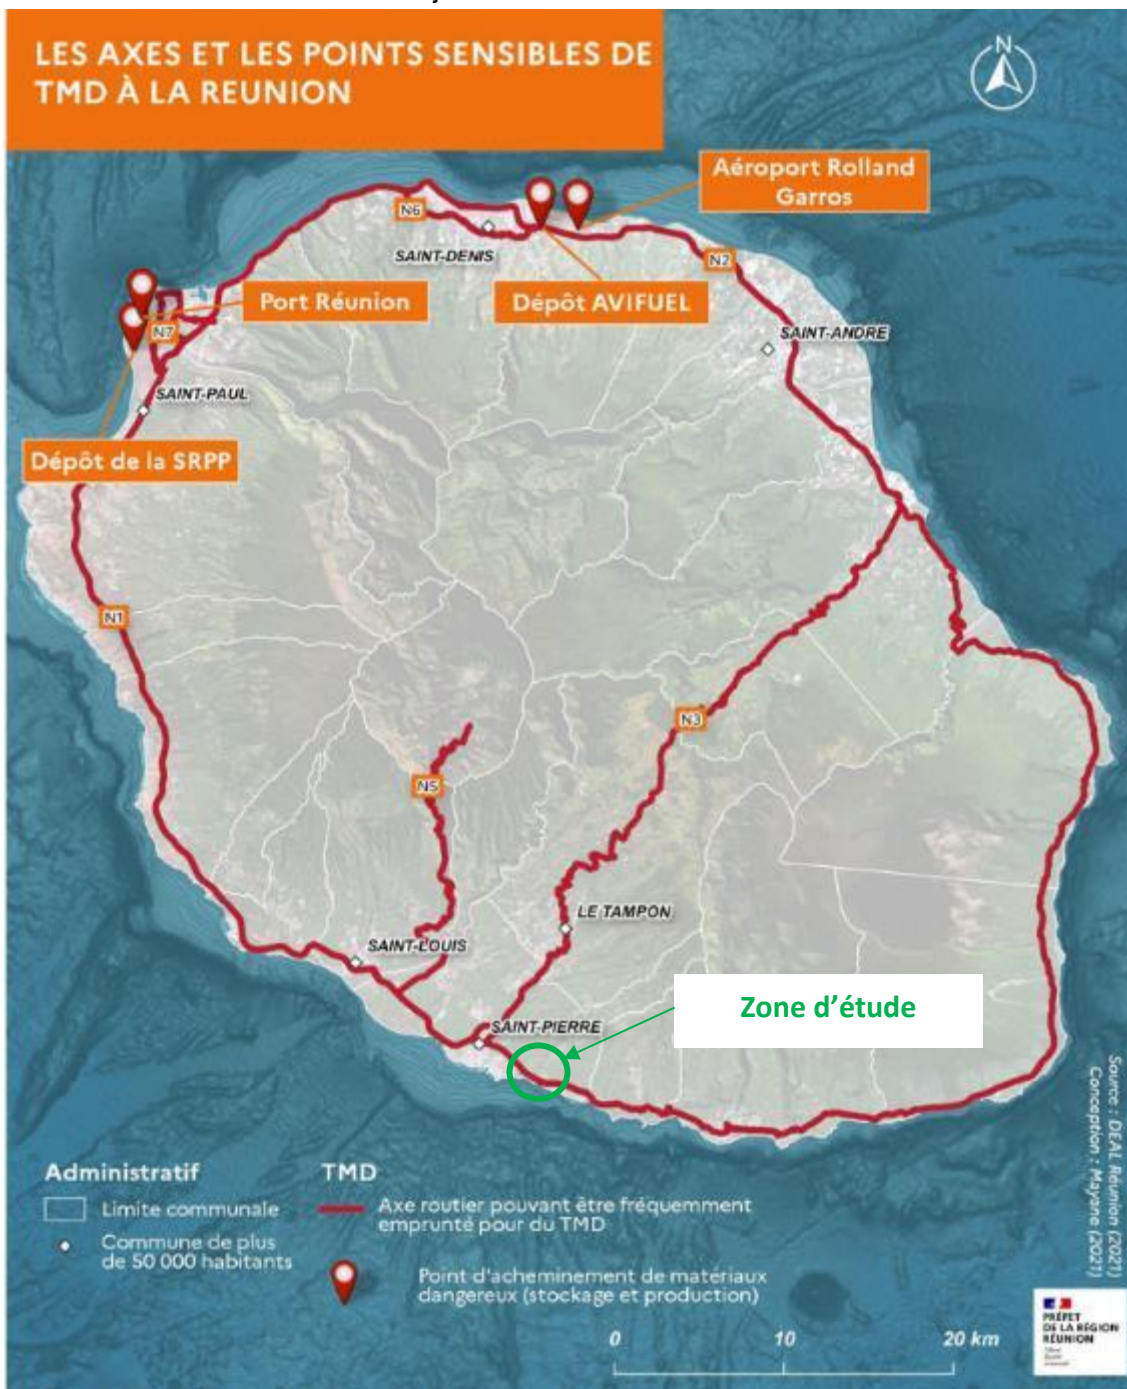 LES AXES ET LES POINTS SENSIBLES DE
TMD À LA REUNION
N
Aéroport Rolland
Garros
N6
SAINT-DENIS
N2
Port Réunion
Dépôt AVIFUEL
N7
SAINT-ANDRE
SAINT-PAUL
Dépôt de la SRPP
N1
N3
N5
LE TAMPON
SAINT-LOUIS
Zone d'étude
SAINT-PIERRE
Source : DEAL Réunion (2021)
Conception : Mayane (2021)
Administratif
Limite communale
Commune de plus
de 50 000 habitants
TMD
Axe routier pouvant être fréquemment
emprunté pour du TMD
Point d'acheminement de matériaux
dangereux (stockage et production)
0 10 20 km
PRÉFET
DE LA RÉGION
RÉUNION